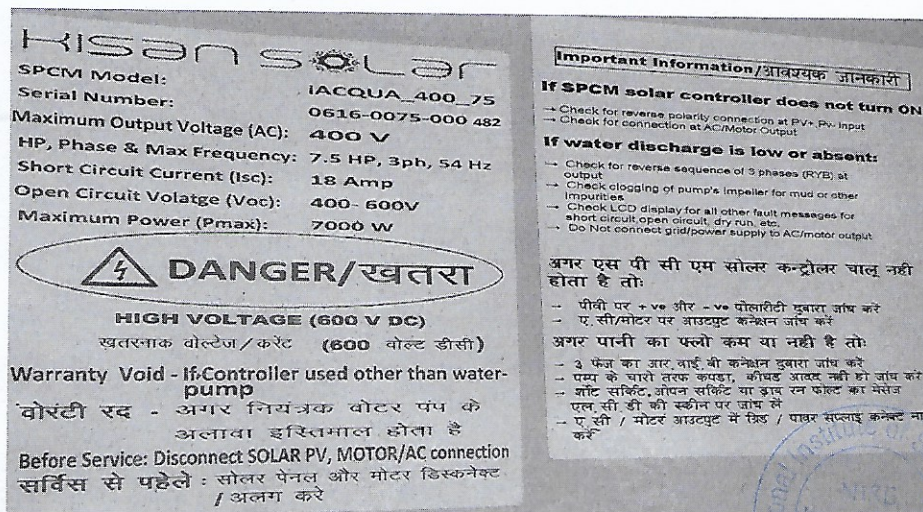 KISAN SOLAR
SPCM Model: IACQUA_400_75
Serial Number: 0616-0075-000 482
Maximum Output Voltage (AC): 400 V
HP, Phase & Max Frequency: 7.5 HP, 3ph, 54 Hz
Short Circuit Current (Isc): 18 Amp
Open Circuit Volatge (Voc): 400-600V
Maximum Power (Pmax): 7000 W
DANGER/खतरा
HIGH VOLTAGE (600 V DC)
खतरनाक वोल्टेज/करेंट (600 वोल्ट डीसी)
Warranty Void - If Controller used other than water-
pump
वोरंटी रद - अगर नियंत्रक वोटर पंप के
अलावा इस्तिमाल होता है
Before Service: Disconnect SOLAR PV, MOTOR/AC connection
सर्विस से पहेले : सोलर पेनल और मोटर डिस्कनेक्ट
/ अलग करे
Important Information/आवश्यक जानकारी
If SPCM solar controller does not turn ON
→ Check for reverse polarity connection at PV+,Pv- input
→ Check for connection at AC/Motor Output
If water discharge is low or absent:
→ Check for reverse sequence of 3 phases (RYB) at
output
→ Check clogging of pump's impeller for mud or other
impurities
→ Check LCD display for all other fault messages for
short circuit,open circuit, dry run, etc.
→ Do Not connect grid/power supply to AC/motor output
अगर एस पी सी एम सोलर कन्ट्रोलर चालू नही
होता है तोः
→ पीवी पर + ve और - ve पोलारीटी दुबारा जांच करें
→ ए.सी/मोटर पर आउटपुट कनेक्षन जांच करें
अगर पानी का फ्लो कम या नही है तोः
→ ३ फेज का आर.वाई.बी कनेक्षन दुबारा जांच करें
→ पम्प के चारो तरफ कपडा, कीचड आवद नही हो जांच करे
→ शॉर्ट सर्किट,ओपन सर्किट या ड्राय रन फोल्ट का मेसेज
एल.सी.डी की स्कीन पर जांच लें
→ ए.सी / मोटर आउटपुट में ग्रिड / पावर सप्लाई कनेक्ट ना
करें